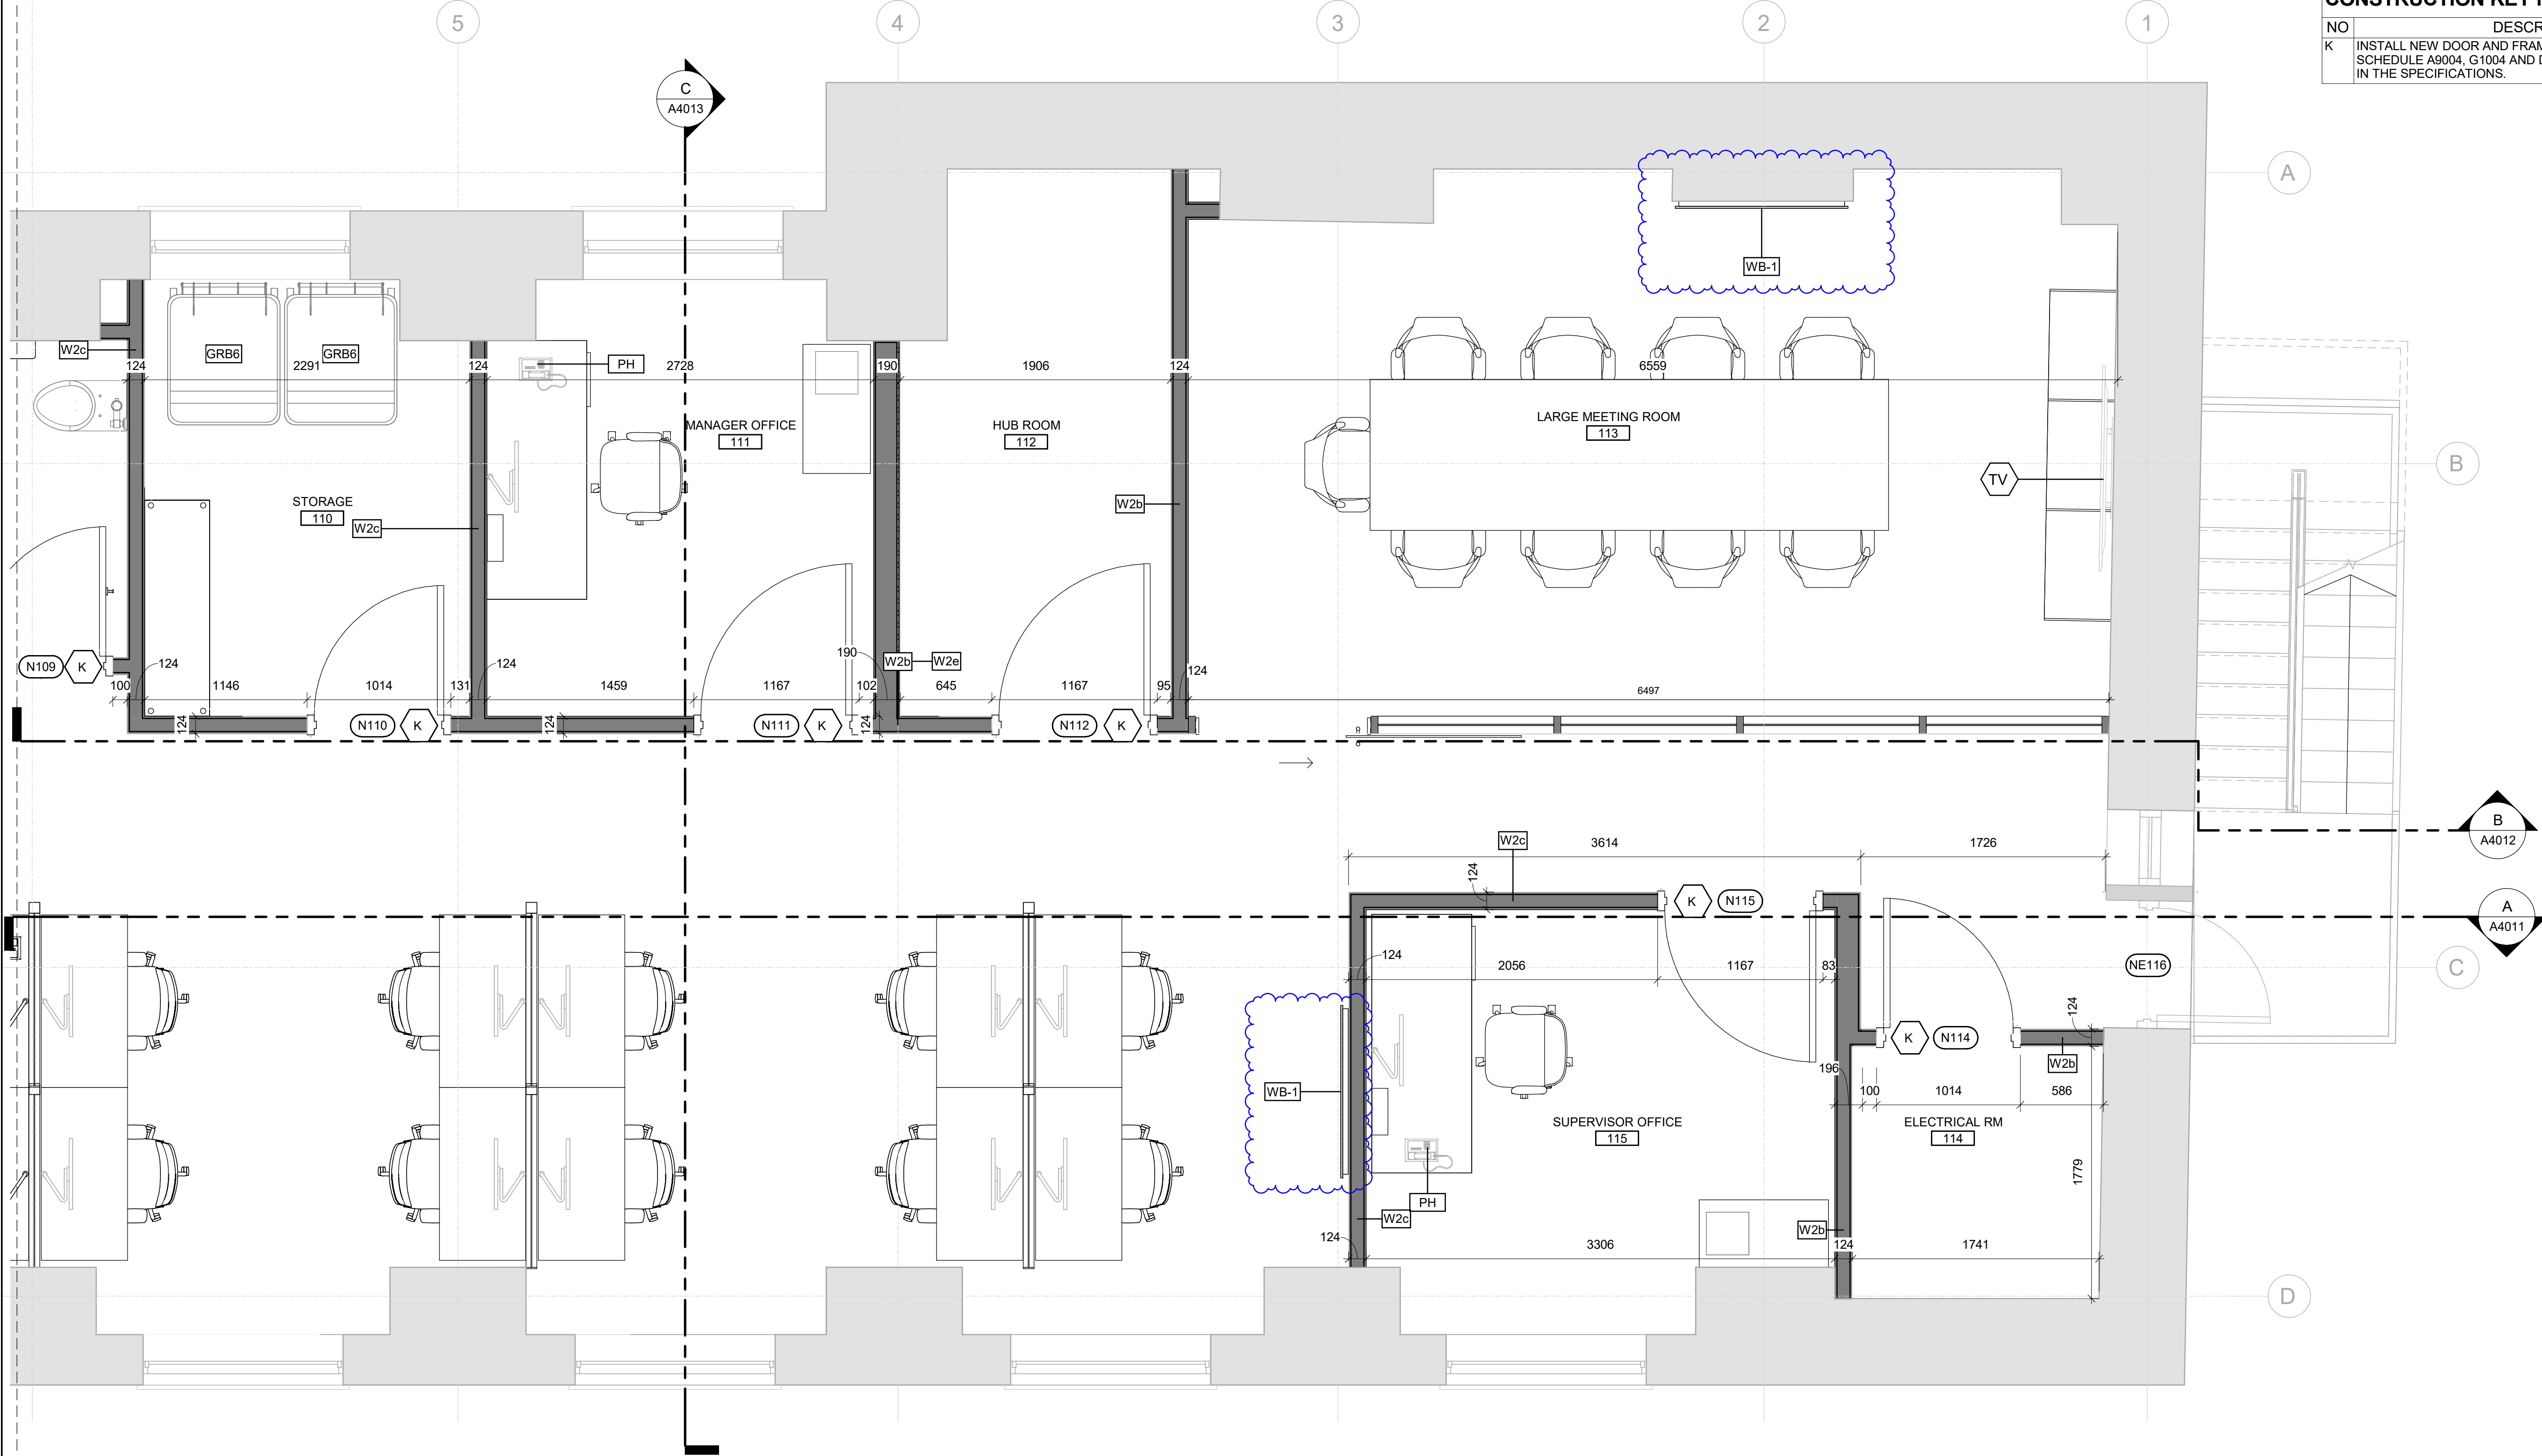 5
4
3
2
1
CONSTRUCTION KEY
NO
DESCR
K
INSTALL NEW DOOR AND FRAM
SCHEDULE A9004, G1004 AND D
IN THE SPECIFICATIONS.
C
A4013
A
WB-1
W2c
GRB6
GRB6
PH
124
2291
124
2728
190
1906
124
6559
MANAGER OFFICE
111
HUB ROOM
112
LARGE MEETING ROOM
113
B
TV
STORAGE
110
W2c
W2b
N109
K
124
124
190
W2b
W2e
124
100
1146
1014
131
1459
1167
102
645
1167
95
6497
124
N110
K
124
N111
K
124
N112
K
B
A4012
W2c
3614
1726
124
K
N115
A
A4011
124
2056
1167
83
NE116
C
124
K
N114
W2b
196
100
1014
586
WB-1
SUPERVISOR OFFICE
115
ELECTRICAL RM
114
1779
PH
W2c
W2b
124
3306
124
1741
D